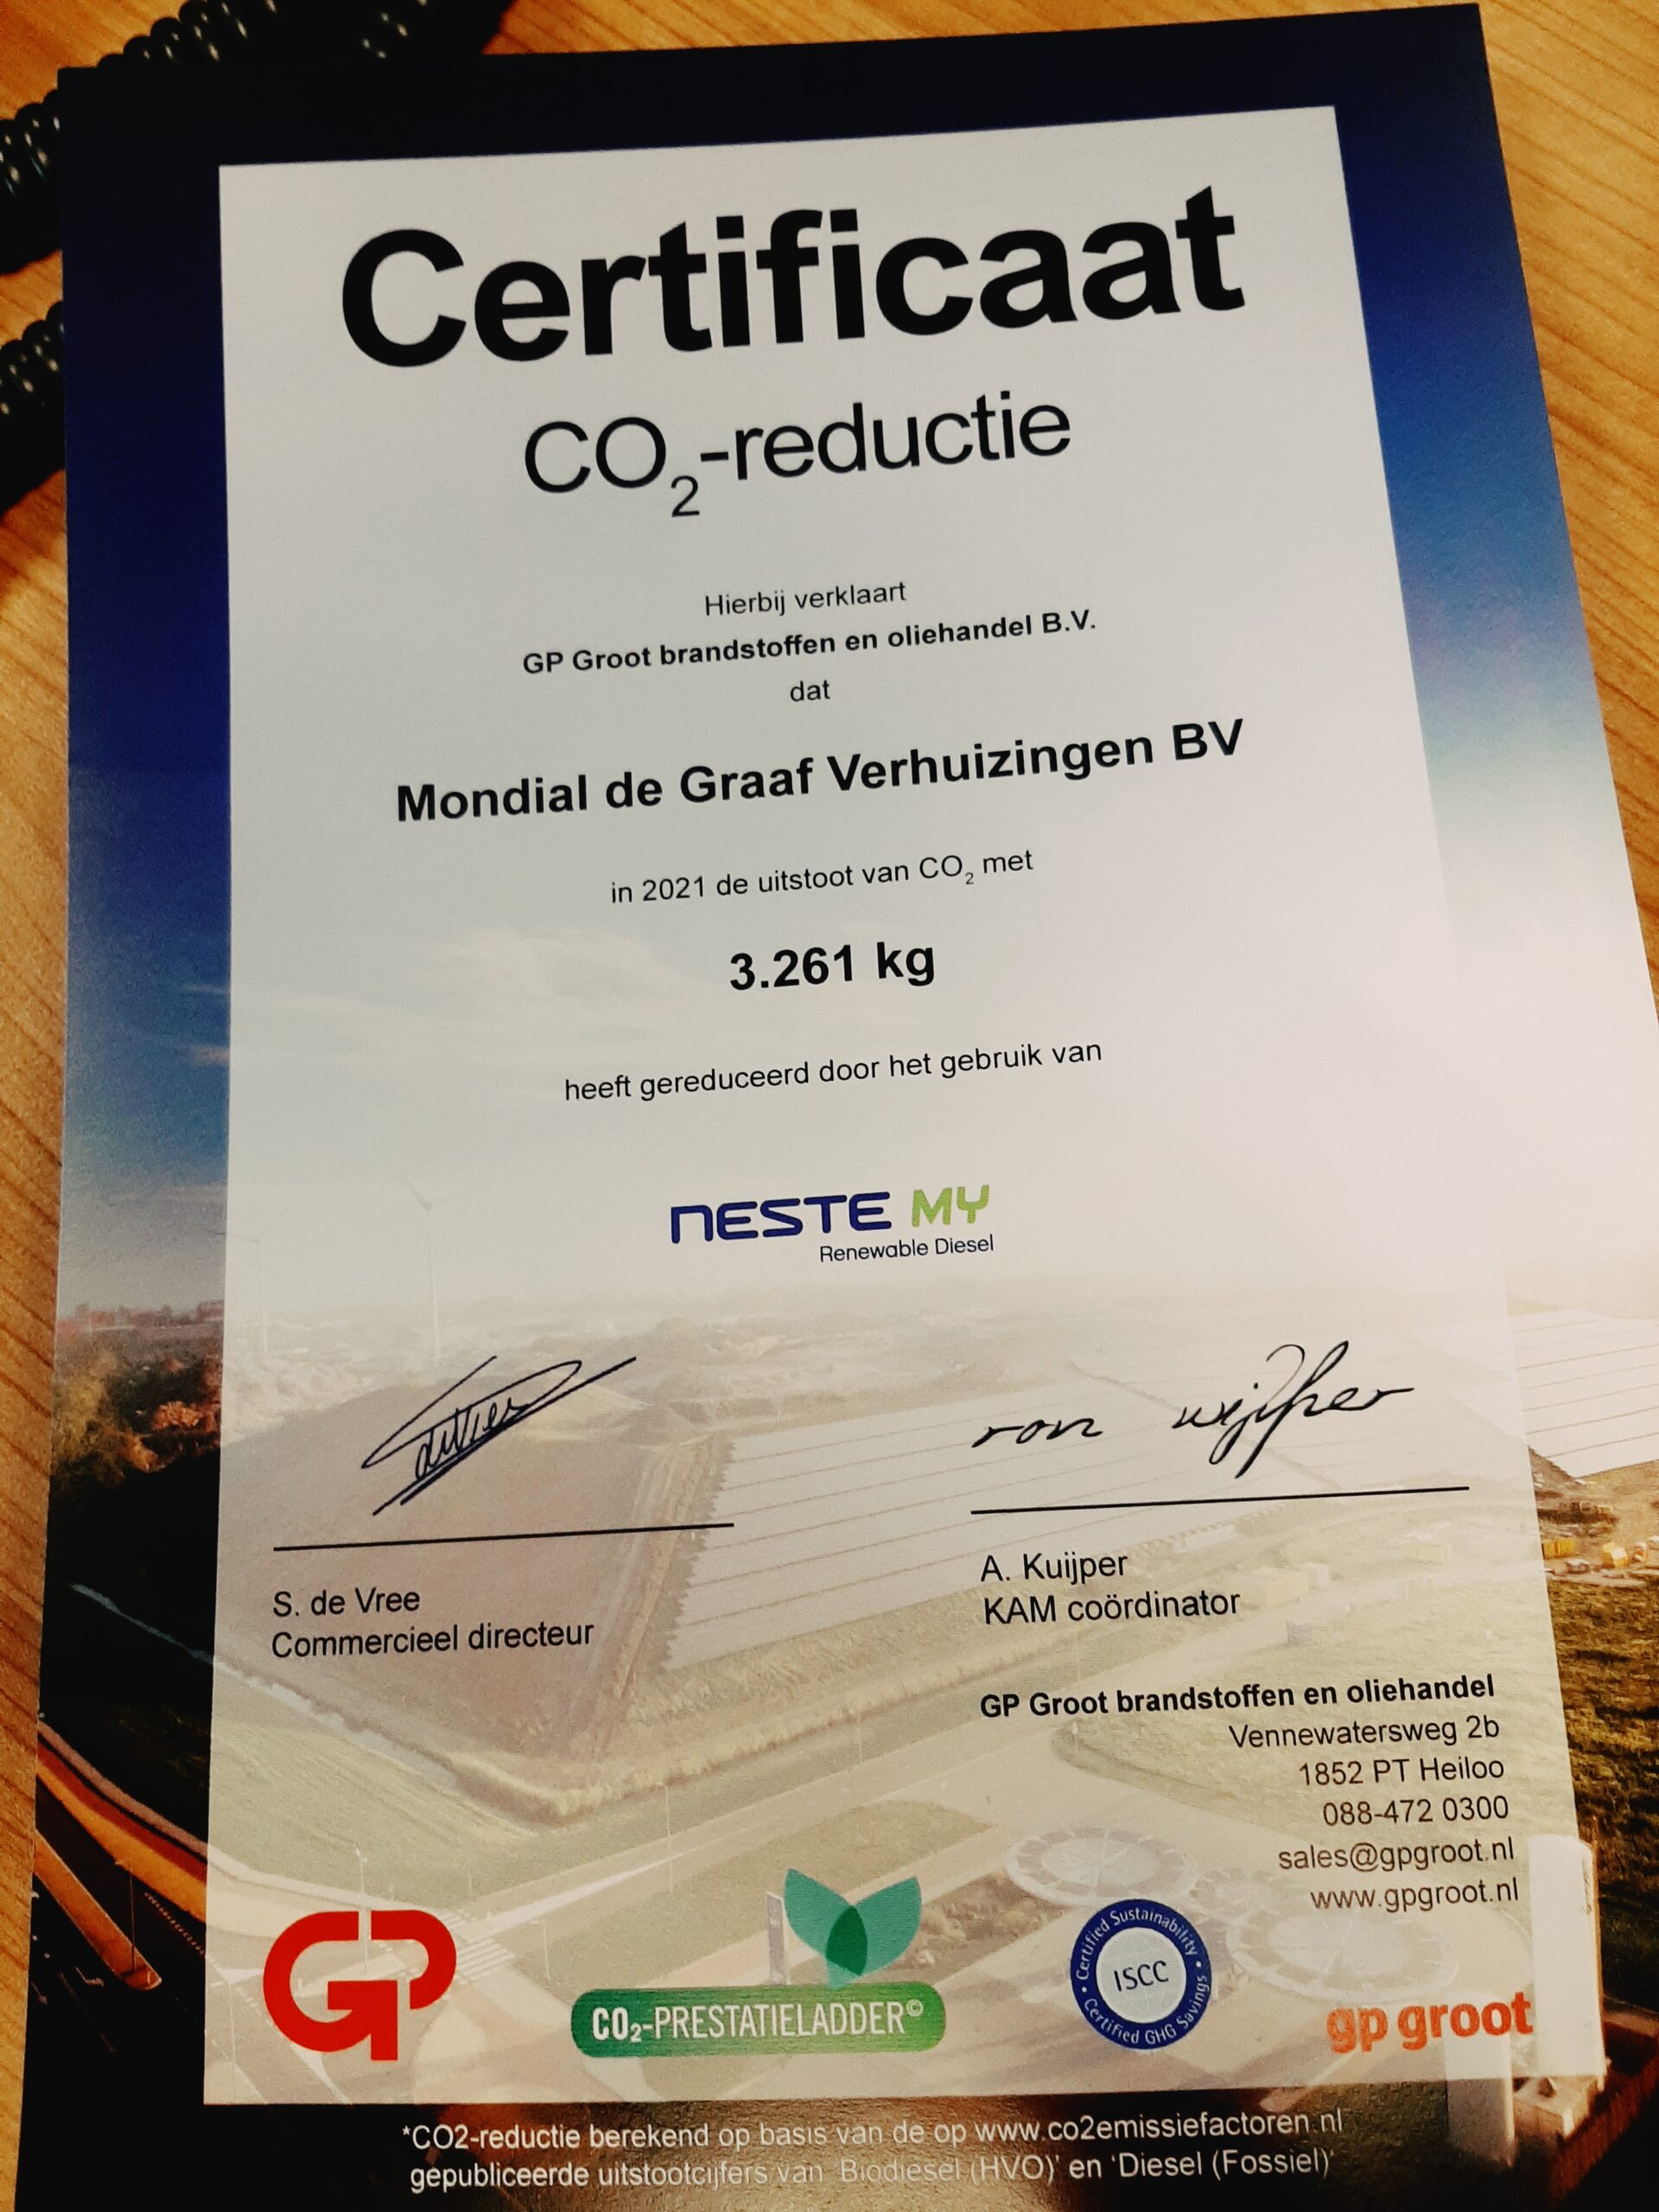 Certificaat
CO₂-reductie
Hierbij verklaart
GP Groot brandstoffen en oliehandel B.V.
dat
Mondial de Graaf Verhuizingen BV
in 2021 de uitstoot van CO₂ met
3.261 kg
heeft gereduceerd door het gebruik van
NESTE MY
Renewable Diesel
ron
S. de Vree
Commercieel directeur
A. Kuijper
KAM coördinator
GP Groot brandstoffen en oliehandel
Vennewatersweg 2b
1852 PT Heiloo
088-472 0300
sales@gpgroot.nl
www.gpgroot.nl
GP
CO₂-PRESTATIELADDER©
Certified Sustainability • Certified GHG Savings •
ISCC
gp groot
*CO2-reductie berekend op basis van de op www.co2emissiefactoren.nl
gepubliceerde uitstootcijfers van 'Biodiesel (HVO)' en 'Diesel (Fossiel)'